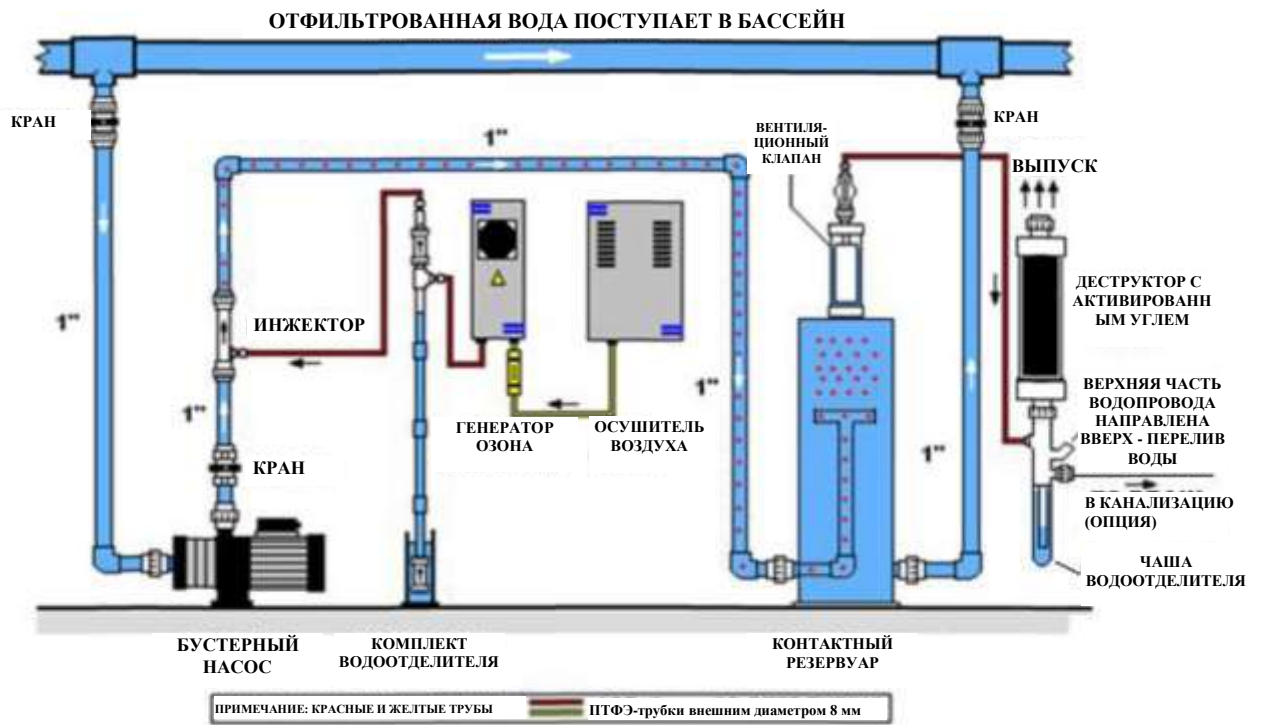 ОТФИЛЬТРОВАННАЯ ВОДА ПОСТУПАЕТ В БАССЕЙН
КРАН
1"
ВЕНТИЛЯ-
ЦИОННЫЙ
КЛАПАН
КРАН
ВЫПУСК
1"
ИНЖЕКТОР
ДЕСТРУКТОР С
АКТИВИРОВАНН
ЫМ УГЛЕМ
1"
1"
ГЕНЕРАТОР
ОЗОНА
ОСУШИТЕЛЬ
ВОЗДУХА
ВЕРХНЯЯ ЧАСТЬ
ВОДОПРОВОДА
НАПРАВЛЕНА
ВВЕРХ - ПЕРЕЛИВ
ВОДЫ
КРАН
1"
В КАНАЛИЗАЦИЮ
(ОПЦИЯ)
ЧАША
ВОДООТДЕЛИТЕЛЯ
БУСТЕРНЫЙ
НАСОС
КОМПЛЕКТ
ВОДООТДЕЛИТЕЛЯ
КОНТАКТНЫЙ
РЕЗЕРВУАР
ПРИМЕЧАНИЕ: КРАСНЫЕ И ЖЕЛТЫЕ ТРУБЫ
ПТФЭ-трубки внешним диаметром 8 мм